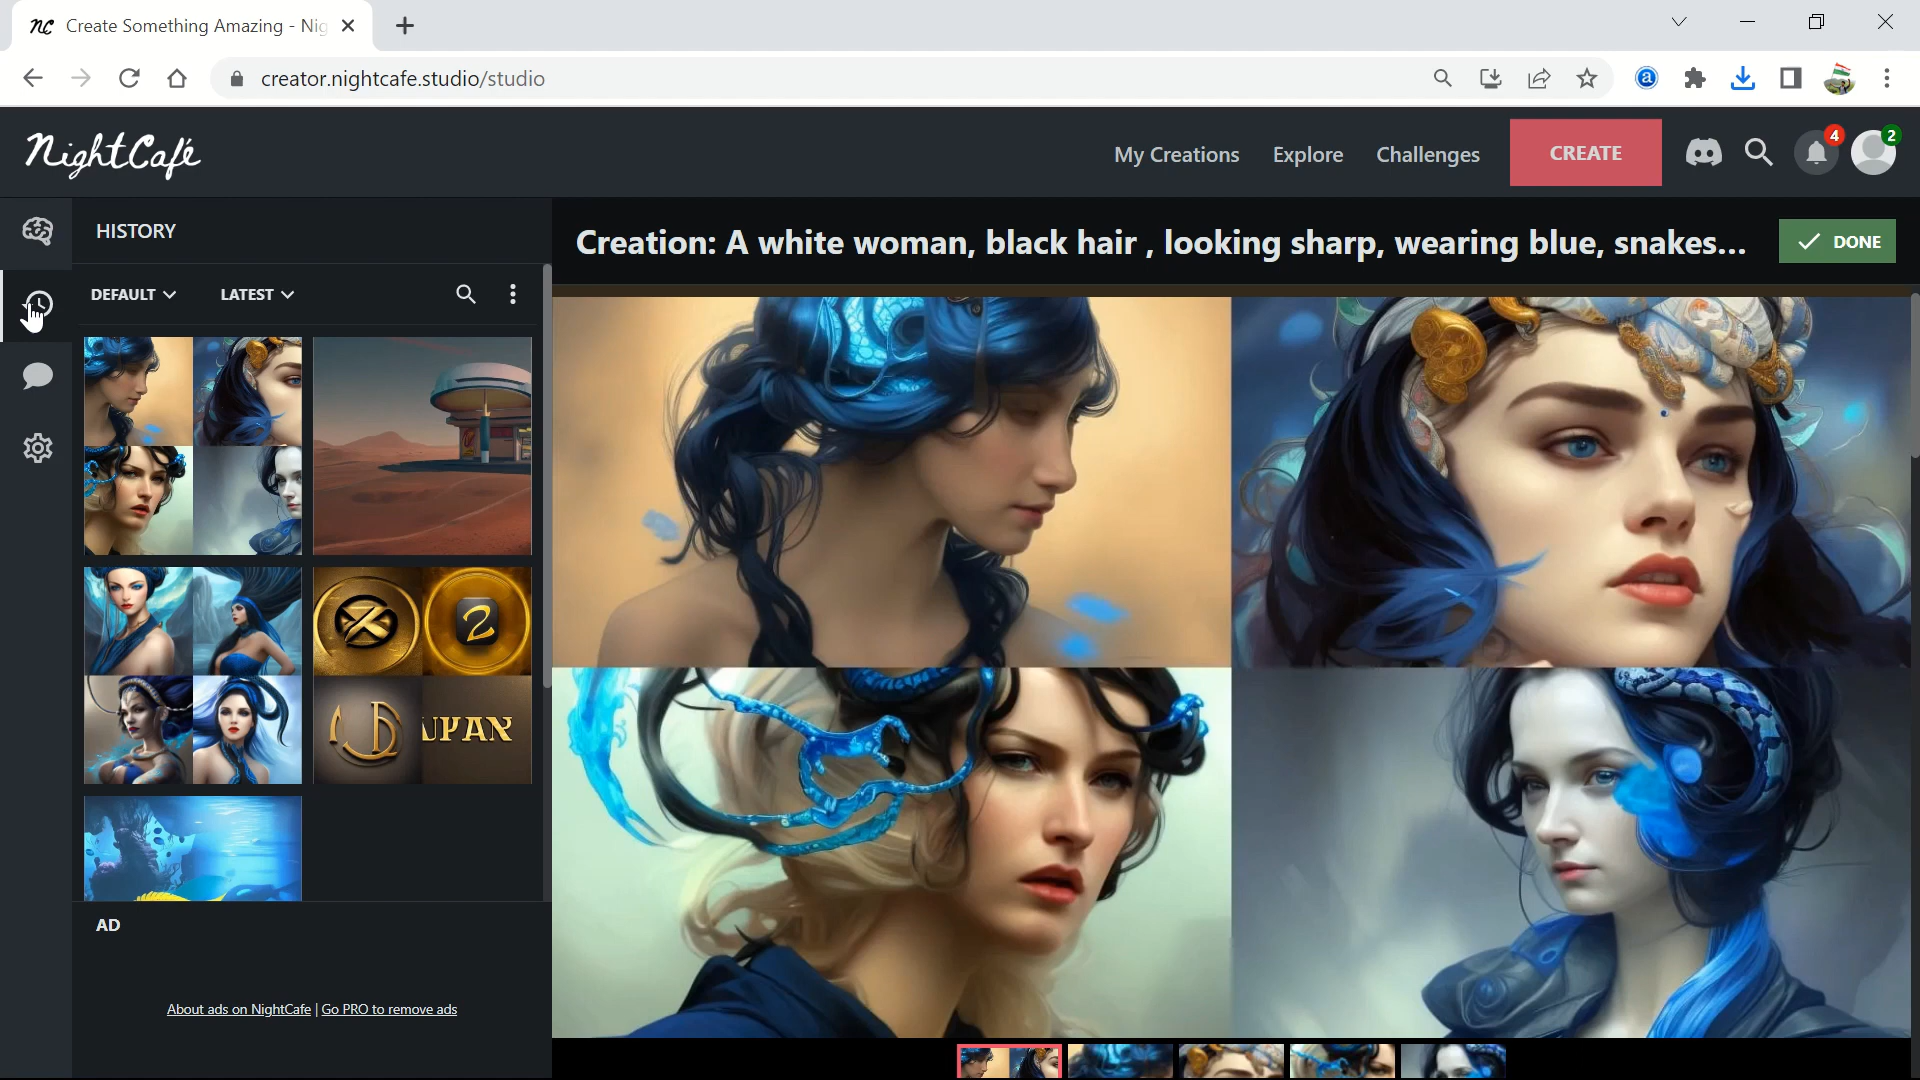 NC Create Something Amazing - Nig
creator.nightcafe.studio/studio
a
NightCafé
My Creations
Explore
Challenges
CREATE
4
2
HISTORY
Creation: A white woman, black hair , looking sharp, wearing blue, snakes...
DONE
DEFAULT
LATEST
2
AD
About ads on NightCafe | Go PRO to remove ads